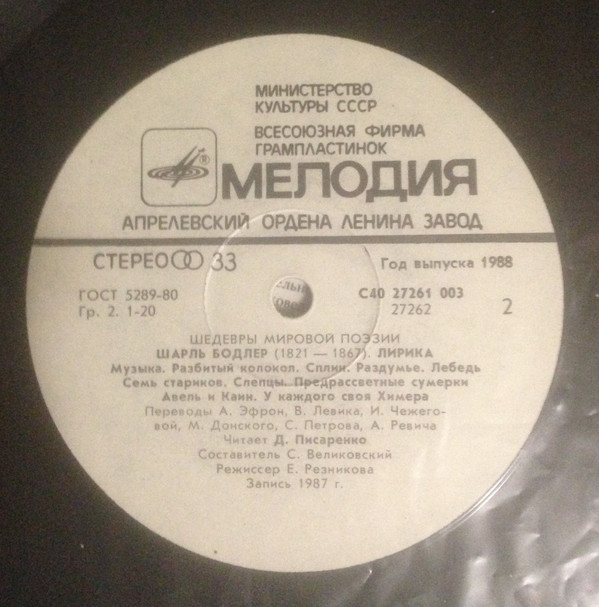 МИНИСТЕРСТВО
КУЛЬТУРЫ СССР
ВСЕСОЮЗНАЯ ФИРМА
ГРАМПЛАСТИНОК
®
МЕЛОДИЯ
АПРЕЛЕВСКИЙ ОРДЕНА ЛЕНИНА ЗАВОД
СТЕРЕО 33
Год выпуска 1988
ГОСТ 5289-80
Гр. 2. 1-20
С40 27261 003
27262
2
ШЕДЕВРЫ МИРОВОЙ ПОЭЗИИ
ШАРЛЬ БОДЛЕР (1821 — 1867). ЛИРИКА
Музыка. Разбитый колокол. Сплин. Раздумье. Лебедь
Семь стариков. Слепцы. Предрассветные сумерки
Авель и Каин. У каждого своя Химера
Переводы А. Эфрон, В. Левика, И. Чежего-
вой, М. Донского, С. Петрова, А. Ревича
Читает Д. Писаренко
Составитель С. Великовский
Режиссер Е. Резникова
Запись 1987 г.